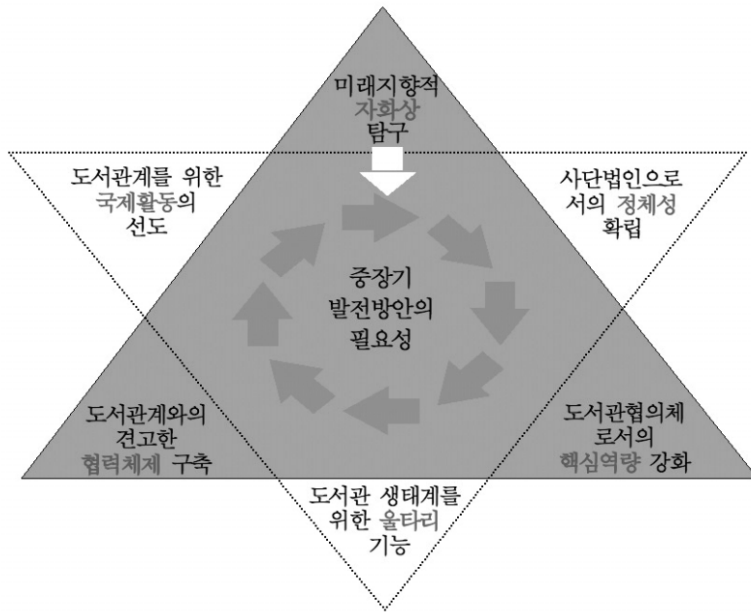 미래지향적
자화상
탐구
도서관계를 위한
국제활동의
선도
사단법인으로
서의 정체성
확립
중장기
발전방안의
필요성
도서관계와의
견고한
협력체제 구축
도서관협의체
로서의
핵심역량 강화
도서관 생태계를
위한 울타리
기능